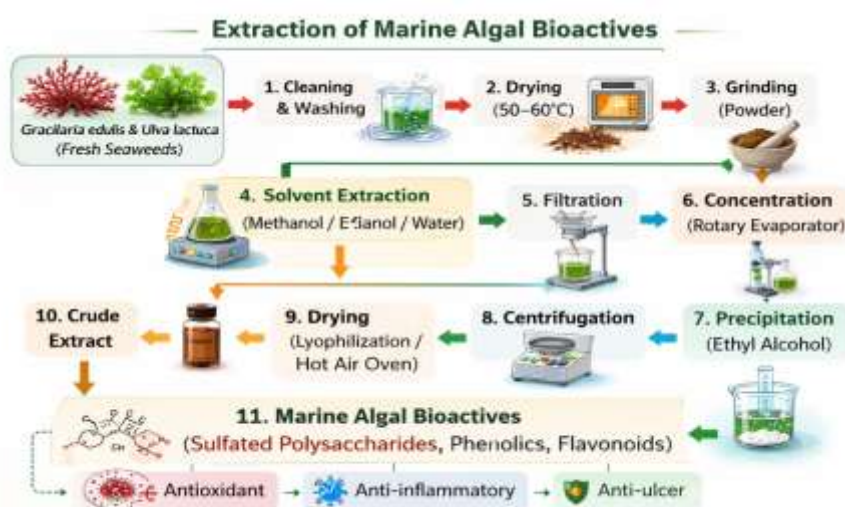 Extraction of Marine Algal Bioactives
Gracilaria edulis & Ulva lactuca
(Fresh Seaweeds)
1. Cleaning
& Washing
2. Drying
(50–60°C)
3. Grinding
(Powder)
4. Solvent Extraction
(Methanol / Ethanol / Water)
5. Filtration
6. Concentration
(Rotary Evaporator)
7. Precipitation
(Ethyl Alcohol)
8. Centrifugation
9. Drying
(Lyophilization /
Hot Air Oven)
10. Crude
Extract
11. Marine Algal Bioactives
(Sulfated Polysaccharides, Phenolics, Flavonoids)
Antioxidant
Anti-inflammatory
Anti-ulcer